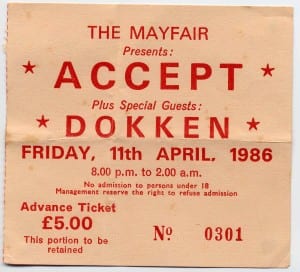 THE MAYFAIR
Presents:
★ ACCEPT ★
Plus Special Guests:
★ DOKKEN ★
FRIDAY, 11th APRIL, 1986
8.00 p.m. to 2.00 a.m.
No admission to persons under 18
Management reserve the right to refuse admission
Advance Ticket
£5.00
This portion to be
retained
Nº 0301